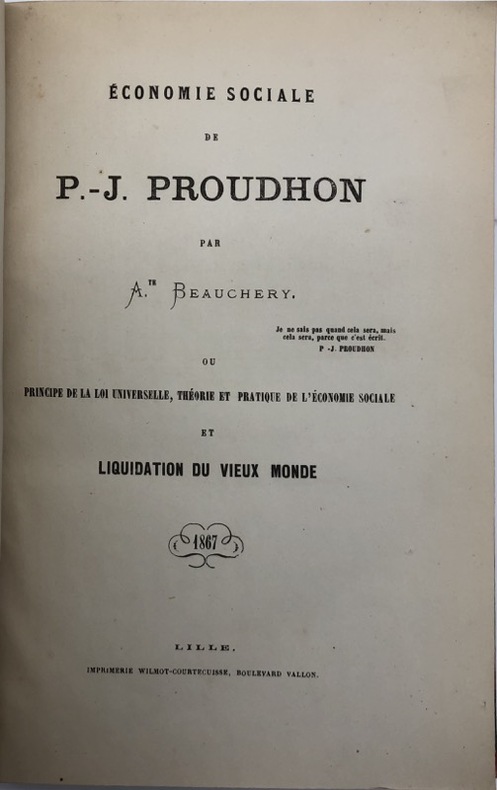 ÉCONOMIE SOCIALE
DE
P.-J. PROUDHON
PAR
A.TH BEAUCHERY.
Je ne sais pas quand cela sera, mais
cela sera, parce que c'est écrit.
P -J. PROUDHON
OU
PRINCIPE DE LA LOI UNIVERSELLE, THÉORIE ET PRATIQUE DE L'ÉCONOMIE SOCIALE
ET
LIQUIDATION DU VIEUX MONDE
1867
LILLE.
IMPRIMERIE WILMOT-COURTECUISSE, BOULEVARD VALLON.